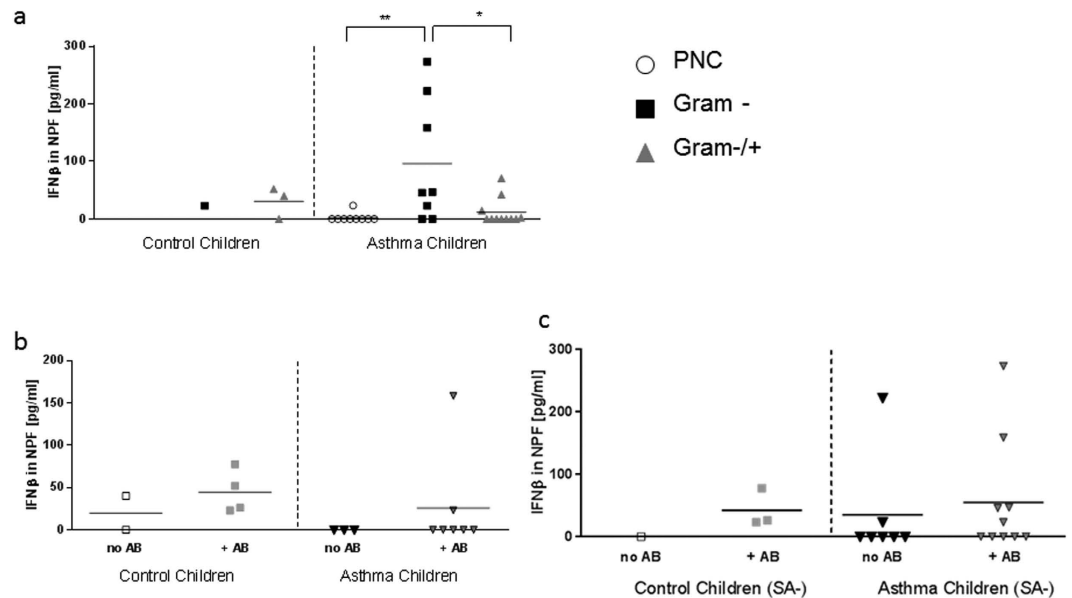 a
** *
300
200
100
0
IFNβ in NPF [pg/ml]
Control Children Asthma Children
PNC
Gram -
Gram-/+
b
200
150
100
50
0
IFNβ in NPF [pg/ml]
no AB + AB no AB + AB
Control Children Asthma Children
c
300
200
100
0
IFNβ in NPF [pg/ml]
no AB + AB no AB + AB
Control Children (SA-) Asthma Children (SA-)